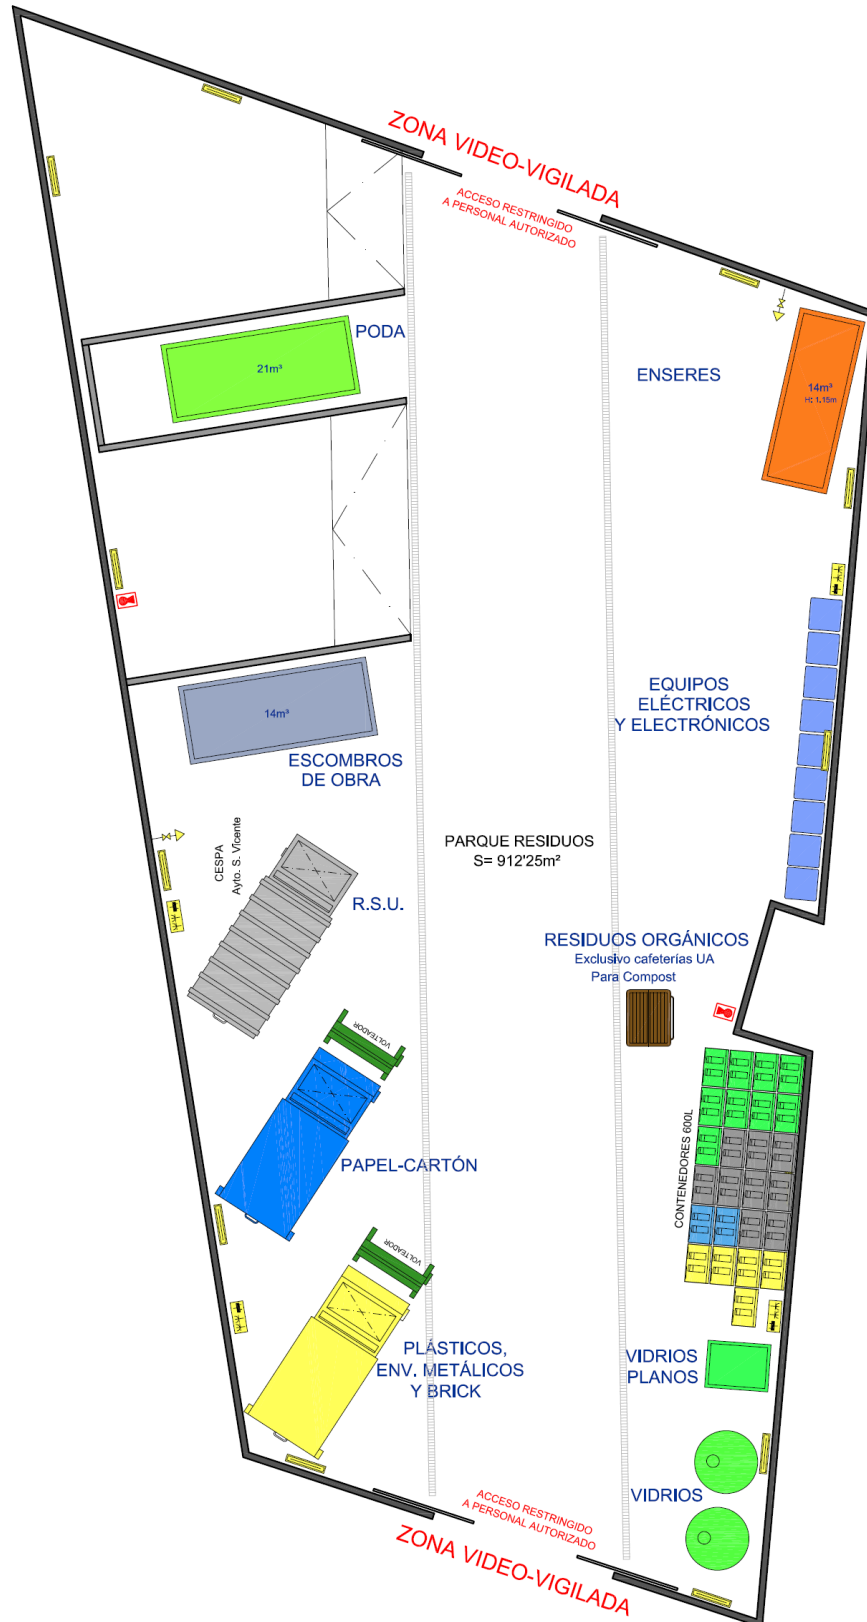 ZONA VIDEO-VIGILADA
ACCESO RESTRINGIDO
A PERSONAL AUTORIZADO
PODA
21m³
ENSERES
14m³
H: 1.15m
EQUIPOS
ELÉCTRICOS
Y ELECTRÓNICOS
14m³
ESCOMBROS
DE OBRA
CESPA
Ayto. S. Vicente
R.S.U.
PARQUE RESIDUOS
S= 912'25m²
RESIDUOS ORGÁNICOS
Exclusivo cafeterías UA
Para Compost
VOLTEADOR
PAPEL-CARTÓN
CONTENEDORES 600L
VOLTEADOR
PLÁSTICOS,
ENV. METÁLICOS
Y BRICK
VIDRIOS
PLANOS
VIDRIOS
ACCESO RESTRINGIDO
A PERSONAL AUTORIZADO
ZONA VIDEO-VIGILADA